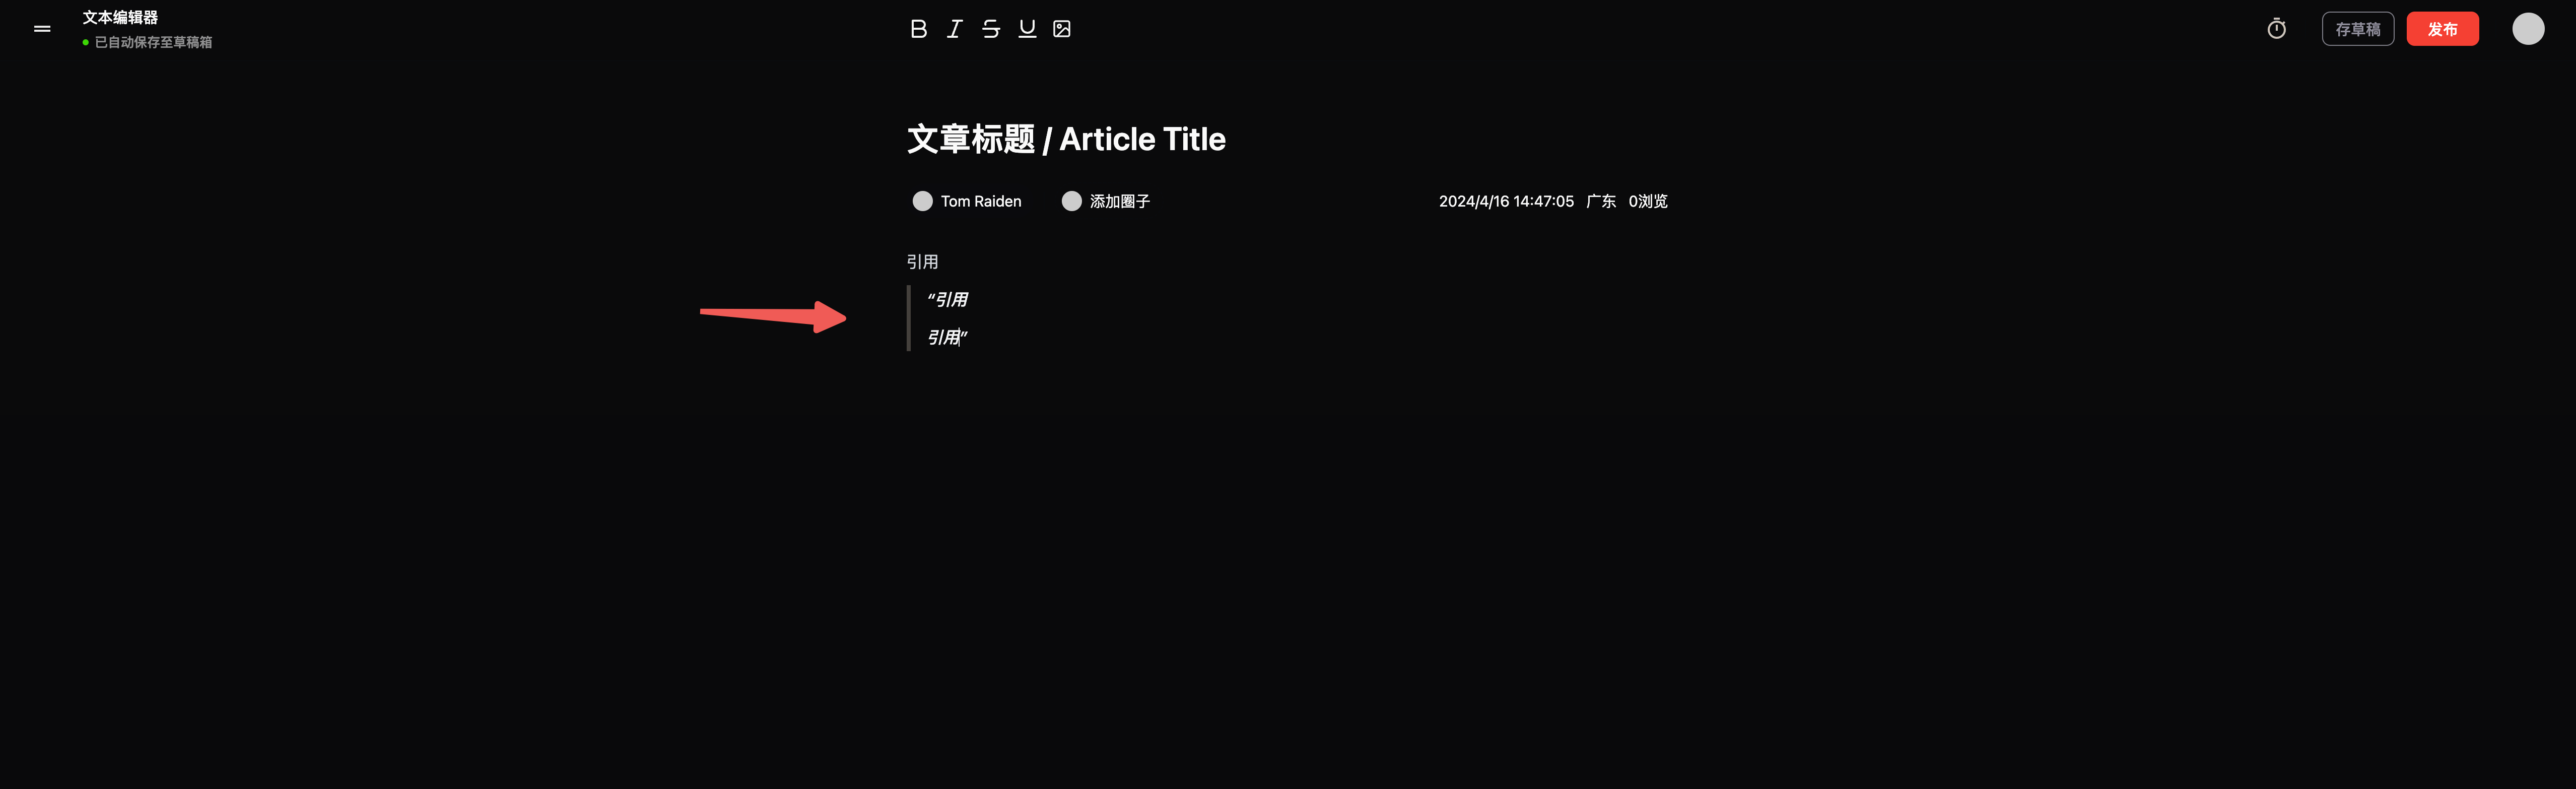 文本编辑器
已自动保存至草稿箱
B I S U
存草稿
发布
文章标题 / Article Title
Tom Raiden
添加圈子
2024/4/16 14:47:05 广东 0浏览
引用
“引用
引用”